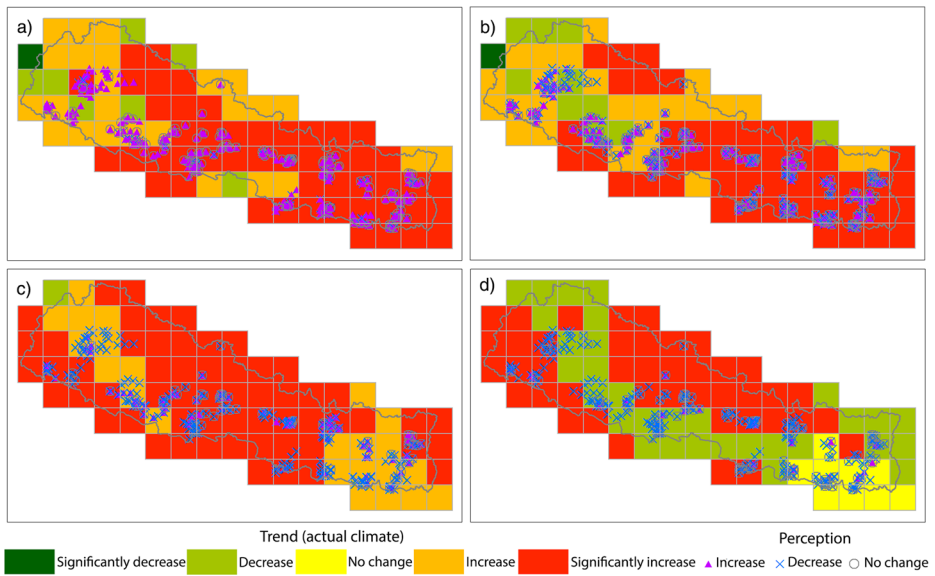 a)
b)
c)
d)
Trend (actual climate)
Perception
Significantly decrease Decrease No change Increase Significantly increase Increase Decrease No change